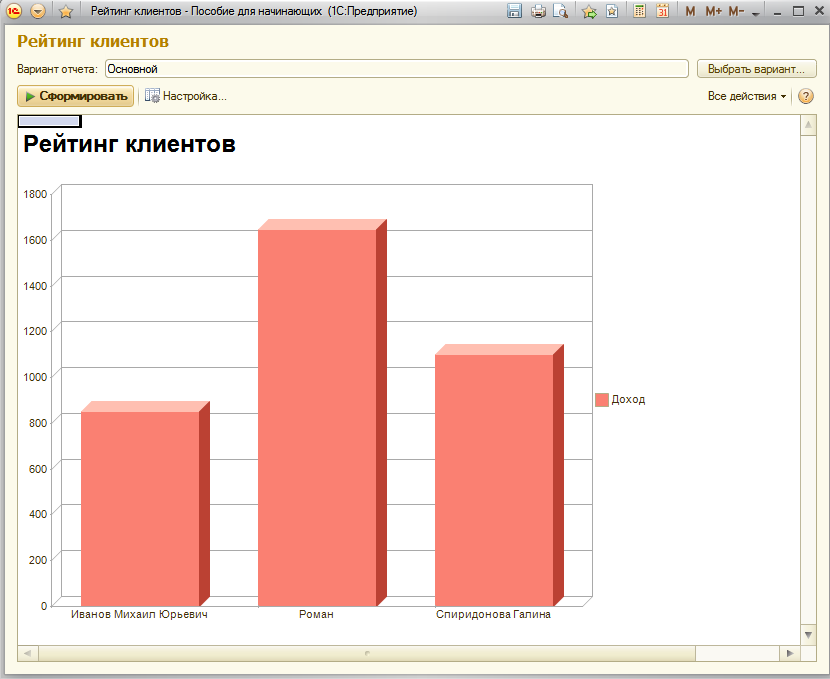 Рейтинг клиентов - Пособие для начинающих (1С:Предприятие)
31 M M+ M-
Рейтинг клиентов
Вариант отчета: Основной Выбрать вариант...
Сформировать Настройка... Все действия ?
Рейтинг клиентов
1800
1600
1400
1200
1000
800
600
400
200
0
Доход
Иванов Михаил Юрьевич Роман Спиридонова Галина